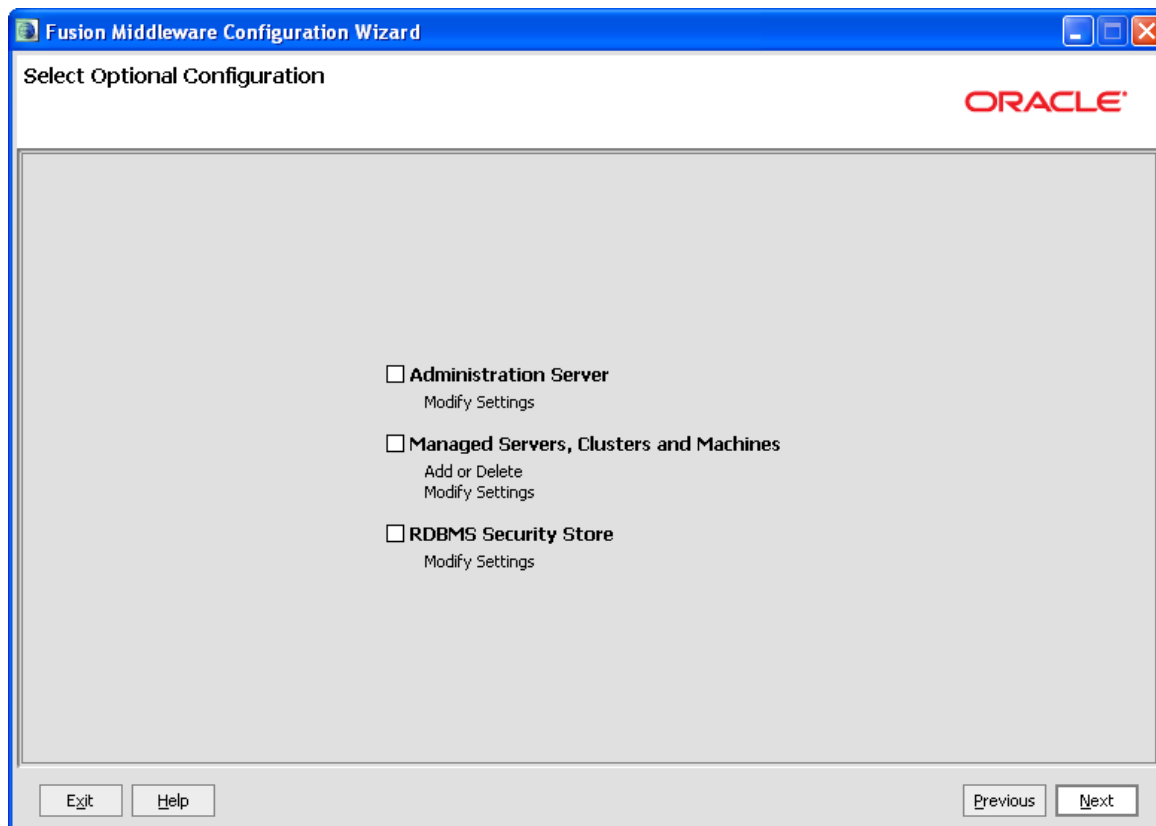 Fusion Middleware Configuration Wizard
Select Optional Configuration
ORACLE
Administration Server
Modify Settings
Managed Servers, Clusters and Machines
Add or Delete
Modify Settings
RDBMS Security Store
Modify Settings
Exit Help Previous Next